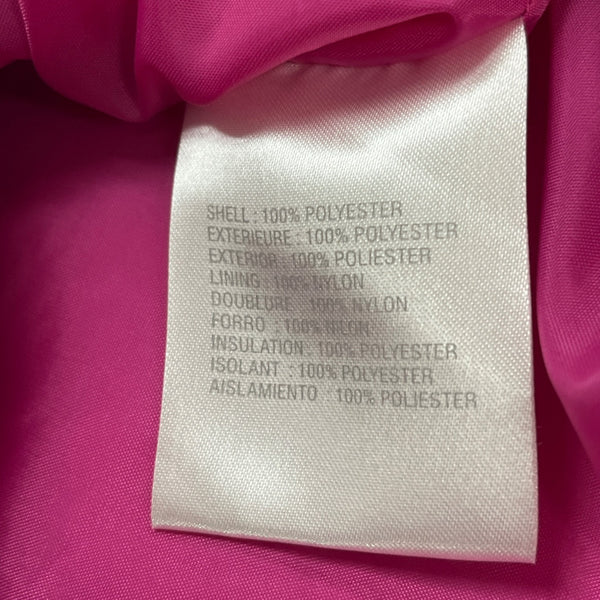 SHELL : 100% POLYESTER
EXTERIEURE : 100% POLYESTER
EXTERIOR : 100% POLIESTER
LINING : 100% NYLON
DOUBLURE : 100% NYLON
FORRO : 100% NILON
INSULATION : 100% POLYESTER
ISOLANT : 100% POLYESTER
AISLAMIENTO : 100% POLIESTER